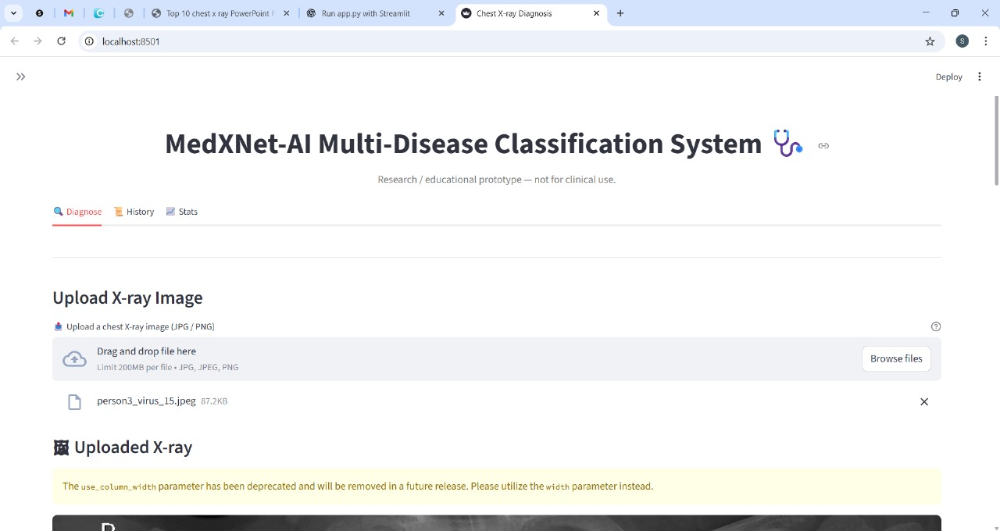 Top 10 chest x ray PowerPoint P
Run app.py with Streamlit
Chest X-ray Diagnosis
localhost:8501
S
Deploy
MedXNet-AI Multi-Disease Classification System
Research / educational prototype — not for clinical use.
Diagnose
History
Stats
Upload X-ray Image
Upload a chest X-ray image (JPG / PNG)
Drag and drop file here
Limit 200MB per file • JPG, JPEG, PNG
Browse files
person3_virus_15.jpeg 87.2KB
Uploaded X-ray
The use_column_width parameter has been deprecated and will be removed in a future release. Please utilize the width parameter instead.
R